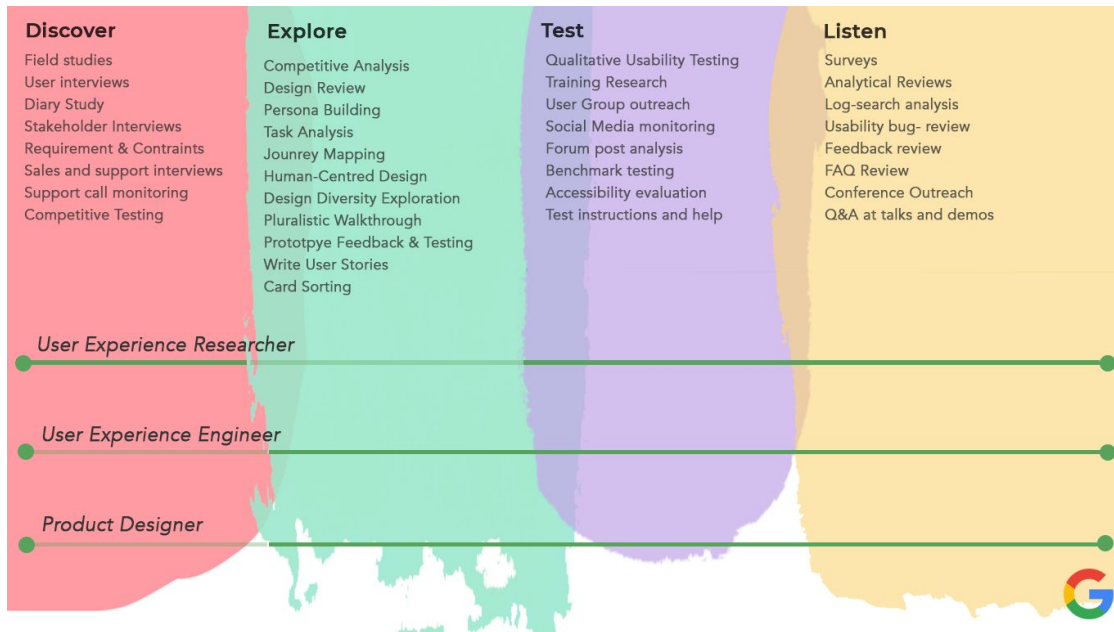 Discover
Field studies
User interviews
Diary Study
Stakeholder Interviews
Requirement & Contraints
Sales and support interviews
Support call monitoring
Competitive Testing
Explore
Competitive Analysis
Design Review
Persona Building
Task Analysis
Jounrey Mapping
Human-Centred Design
Design Diversity Exploration
Pluralistic Walkthrough
Prototpye Feedback & Testing
Write User Stories
Card Sorting
Test
Qualitative Usability Testing
Training Research
User Group outreach
Social Media monitoring
Forum post analysis
Benchmark testing
Accessibility evaluation
Test instructions and help
Listen
Surveys
Analytical Reviews
Log-search analysis
Usability bug- review
Feedback review
FAQ Review
Conference Outreach
Q&A at talks and demos
User Experience Researcher
User Experience Engineer
Product Designer
G